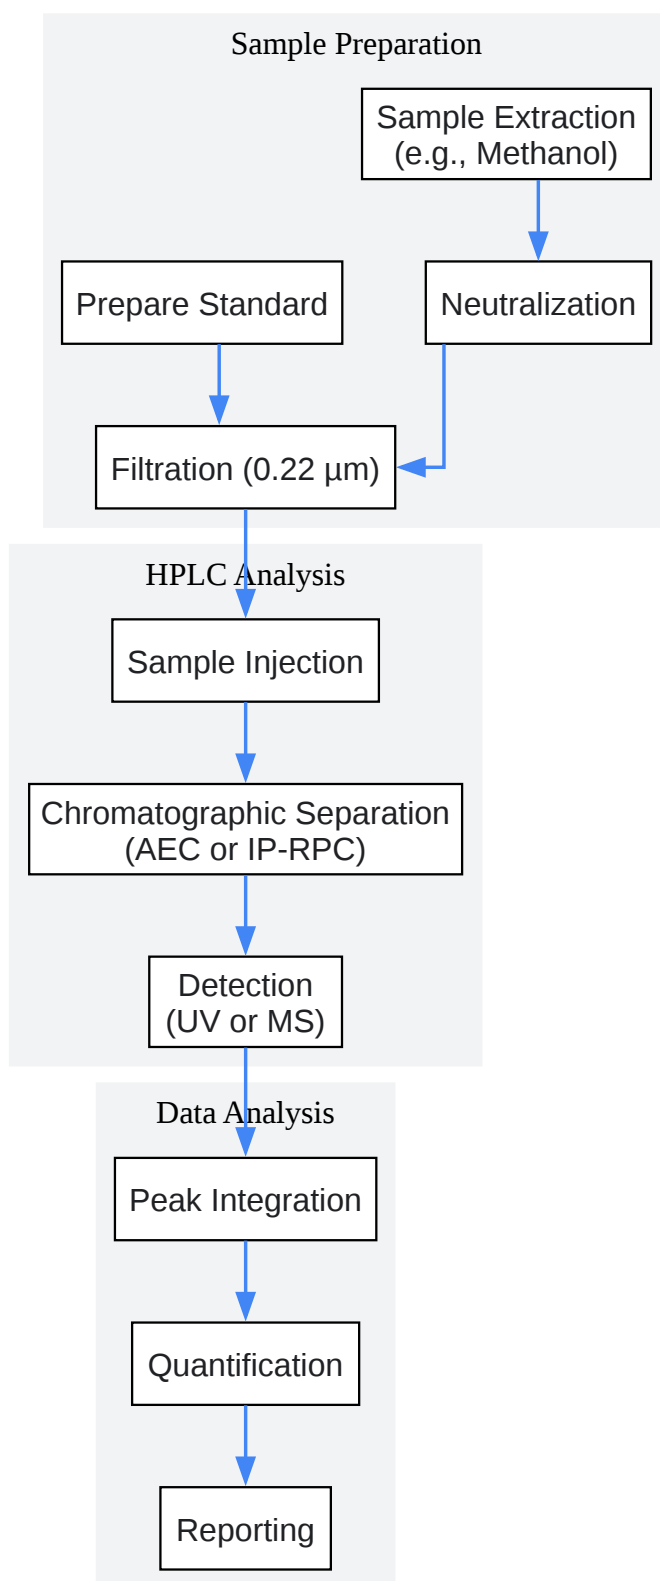 Sample Preparation
Sample Extraction
(e.g., Methanol)
Prepare Standard
Neutralization
Filtration (0.22 µm)
HPLC Analysis
Sample Injection
Chromatographic Separation
(AEC or IP-RPC)
Detection
(UV or MS)
Data Analysis
Peak Integration
Quantification
Reporting